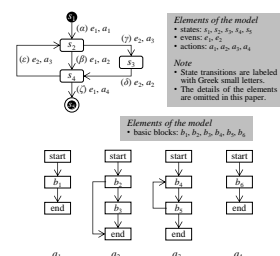 s₁
(α) e₁, a₁
s₂
(γ) e₂, a₃
(ε) e₂, a₃
(β) e₁, a₂
s₃
s₄
(δ) e₂, a₂
(ζ) e₁, a₄
s₅
Elements of the model
• states: s₁, s₂, s₃, s₄, s₅
• evens: e₁, e₂
• actions: a₁, a₂, a₃, a₄
Note
• State transitions are labeled
with Greek small letters.
• The details of the elements
are omitted in this paper.
Elements of the model
• basic blocks: b₁, b₂, b₃, b₄, b₅, b₆
start
start
start
start
b₁
b₂
b₄
b₆
end
b₃
b₅
end
end
end
a₁
a₂
a₃
a₄